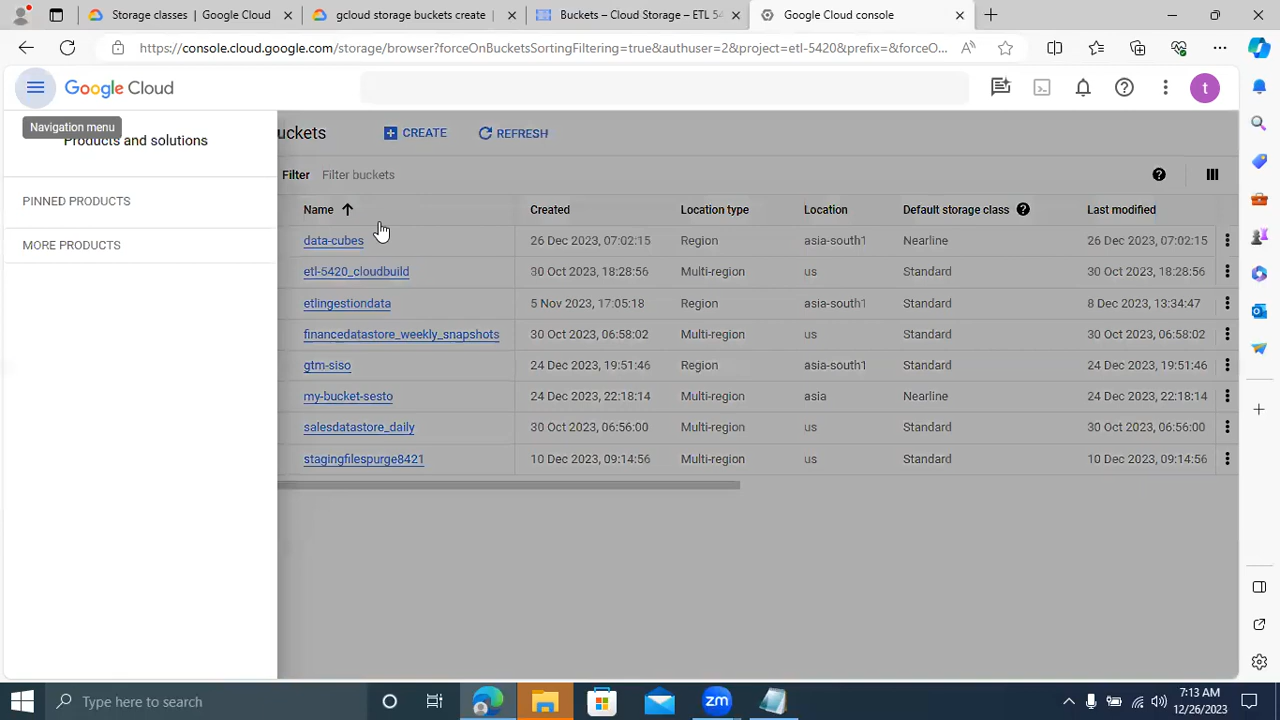 Storage classes | Google Cloud
gcloud storage buckets create
Buckets – Cloud Storage – ETL 54
Google Cloud console
https://console.cloud.google.com/storage/browser?forceOnBucketsSortingFiltering=true&authuser=2&project=etl-5420&prefix=&forceO...
Google Cloud
t
Navigation menu
Products and solutions
PINNED PRODUCTS
MORE PRODUCTS
uckets
CREATE
REFRESH
Filter Filter buckets
Name Created Location type Location Default storage class Last modified
data-cubes 26 Dec 2023, 07:02:15 Region asia-south1 Nearline 26 Dec 2023, 07:02:15
etl-5420_cloudbuild 30 Oct 2023, 18:28:56 Multi-region us Standard 30 Oct 2023, 18:28:56
etlingestiondata 5 Nov 2023, 17:05:18 Region asia-south1 Standard 8 Dec 2023, 13:34:47
financedatastore_weekly_snapshots 30 Oct 2023, 06:58:02 Multi-region us Standard 30 Oct 2023, 06:58:02
gtm-siso 24 Dec 2023, 19:51:46 Region asia-south1 Standard 24 Dec 2023, 19:51:46
my-bucket-sesto 24 Dec 2023, 22:18:14 Multi-region asia Nearline 24 Dec 2023, 22:18:14
salesdatastore_daily 30 Oct 2023, 06:56:00 Multi-region us Standard 30 Oct 2023, 06:56:00
stagingfilespurge8421 10 Dec 2023, 09:14:56 Multi-region us Standard 10 Dec 2023, 09:14:56
Type here to search
zm
7:13 AM
12/26/2023